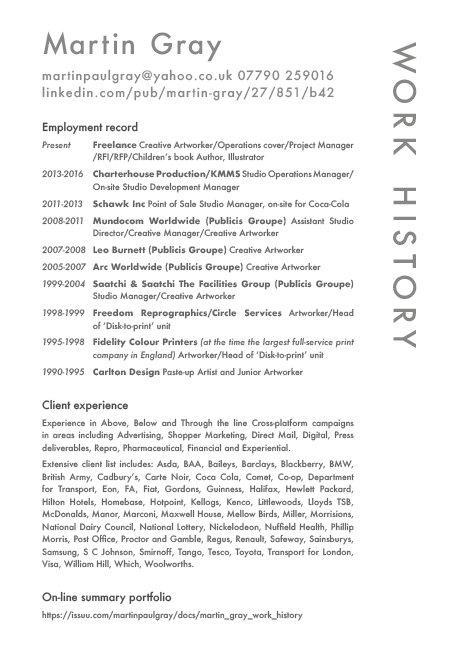 Martin Gray
martinpaulgray@yahoo.co.uk 07790 259016
linkedin.com/pub/martin-gray/27/851/b42
WORK HISTORY
Employment record
Present Freelance Creative Artworker/Operations cover/Project Manager
/RFI/RFP/Children's book Author, Illustrator
2013-2016 Charterhouse Production/KMMS Studio Operations Manager/
On-site Studio Development Manager
2011-2013 Schawk Inc Point of Sale Studio Manager, on-site for Coca-Cola
2008-2011 Mundocom Worldwide (Publicis Groupe) Assistant Studio
Director/Creative Manager/Creative Artworker
2007-2008 Leo Burnett (Publicis Groupe) Creative Artworker
2005-2007 Arc Worldwide (Publicis Groupe) Creative Artworker
1999-2004 Saatchi & Saatchi The Facilities Group (Publicis Groupe)
Studio Manager/Creative Artworker
1998-1999 Freedom Reprographics/Circle Services Artworker/Head
of 'Disk-to-print' unit
1995-1998 Fidelity Colour Printers (at the time the largest full-service print
company in England) Artworker/Head of 'Disk-to-print' unit
1990-1995 Carlton Design Paste-up Artist and Junior Artworker
Client experience
Experience in Above, Below and Through the line Cross-platform campaigns
in areas including Advertising, Shopper Marketing, Direct Mail, Digital, Press
deliverables, Repro, Pharmaceutical, Financial and Experiential.
Extensive client list includes: Asda, BAA, Baileys, Barclays, Blackberry, BMW,
British Army, Cadbury's, Carte Noir, Coca Cola, Comet, Co-op, Department
for Transport, Eon, FA, Fiat, Gordons, Guinness, Halifax, Hewlett Packard,
Hilton Hotels, Homebase, Hotpoint, Kellogs, Kenco, Littlewoods, Lloyds TSB,
McDonalds, Manor, Marconi, Maxwell House, Mellow Birds, Miller, Morrisions,
National Dairy Council, National Lottery, Nickelodeon, Nuffield Health, Phillip
Morris, Post Office, Proctor and Gamble, Regus, Renault, Safeway, Sainsburys,
Samsung, S C Johnson, Smirnoff, Tango, Tesco, Toyota, Transport for London,
Visa, William Hill, Which, Woolworths.
On-line summary portfolio
https://issuu.com/martinpaulgray/docs/martin_gray_work_history